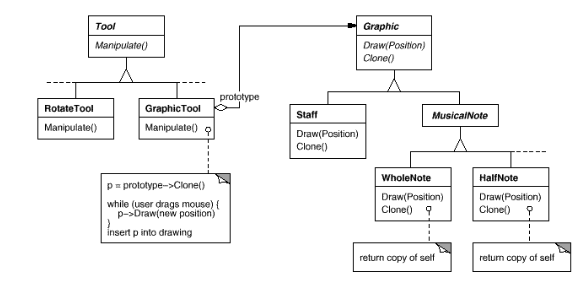 Tool
Manipulate()
Graphic
Draw(Position)
Clone()
prototype
RotateTool
Manipulate()
GraphicTool
Manipulate()
Staff
Draw(Position)
Clone()
MusicalNote
p = prototype->Clone()
while (user drags mouse) {
p->Draw(new position)
}
insert p into drawing
WholeNote
Draw(Position)
Clone()
HalfNote
Draw(Position)
Clone()
return copy of self
return copy of self